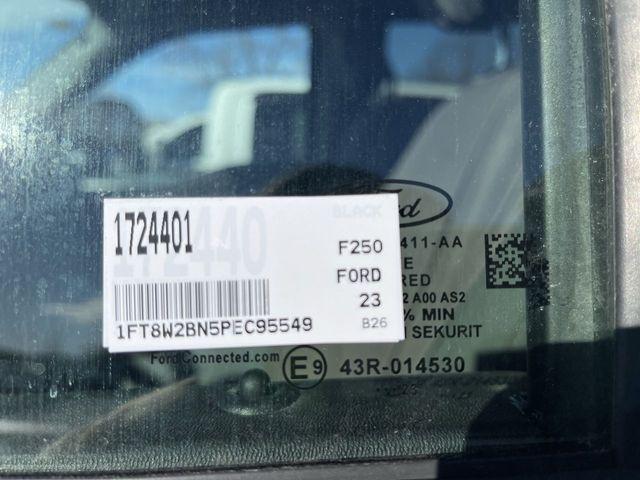 1724401
172440
BLACK
F250
FORD
23
1FT8W2BN5PEC95549
B26
411-AA
RED
A00 AS2
% MIN
SEKURIT
FordConnected.com
E9 43R-014530